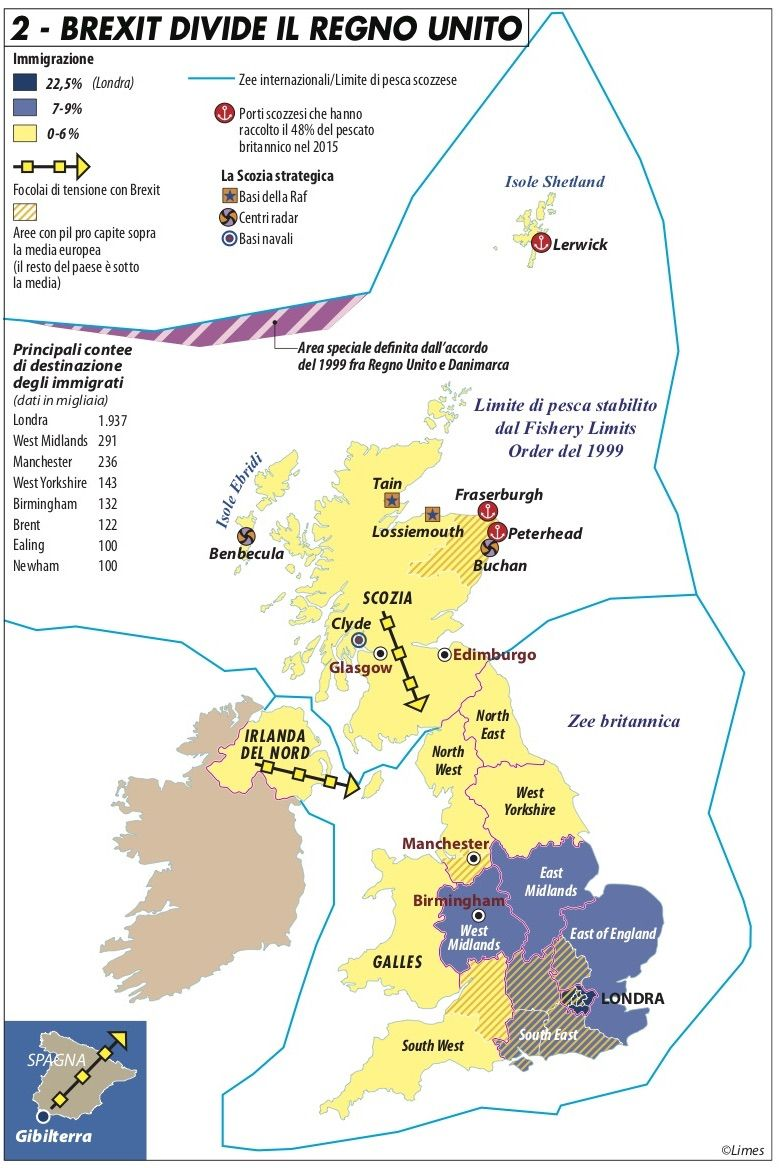 2 - BREXIT DIVIDE IL REGNO UNITO
Immigrazione
22,5% (Londra)
7-9%
0-6%
Focolai di tensione con Brexit
Aree con pil pro capite sopra
la media europea
(il resto del paese è sotto
la media)
Zee internazionali/Limite di pesca scozzese
Porti scozzesi che hanno
raccolto il 48% del pescato
britannico nel 2015
La Scozia strategica
Basi della Raf
Centri radar
Basi navali
Isole Shetland
Lerwick
Area speciale definita dall'accordo
del 1999 fra Regno Unito e Danimarca
Principali contee
di destinazione
degli immigrati
(dati in migliaia)
Londra 1.937
West Midlands 291
Manchester 236
West Yorkshire 143
Birmingham 132
Brent 122
Ealing 100
Newham 100
Limite di pesca stabilito
dal Fishery Limits
Order del 1999
Isole Ebridi
Tain
Fraserburgh
Lossiemouth
Peterhead
Benbecula
Buchan
SCOZIA
Clyde
Glasgow
Edimburgo
Zee britannica
IRLANDA
DEL NORD
North
East
North
West
West
Yorkshire
Manchester
East
Midlands
Birmingham
West
Midlands
East of England
GALLES
LONDRA
South West
South East
SPAGNA
Gibilterra
©Limes